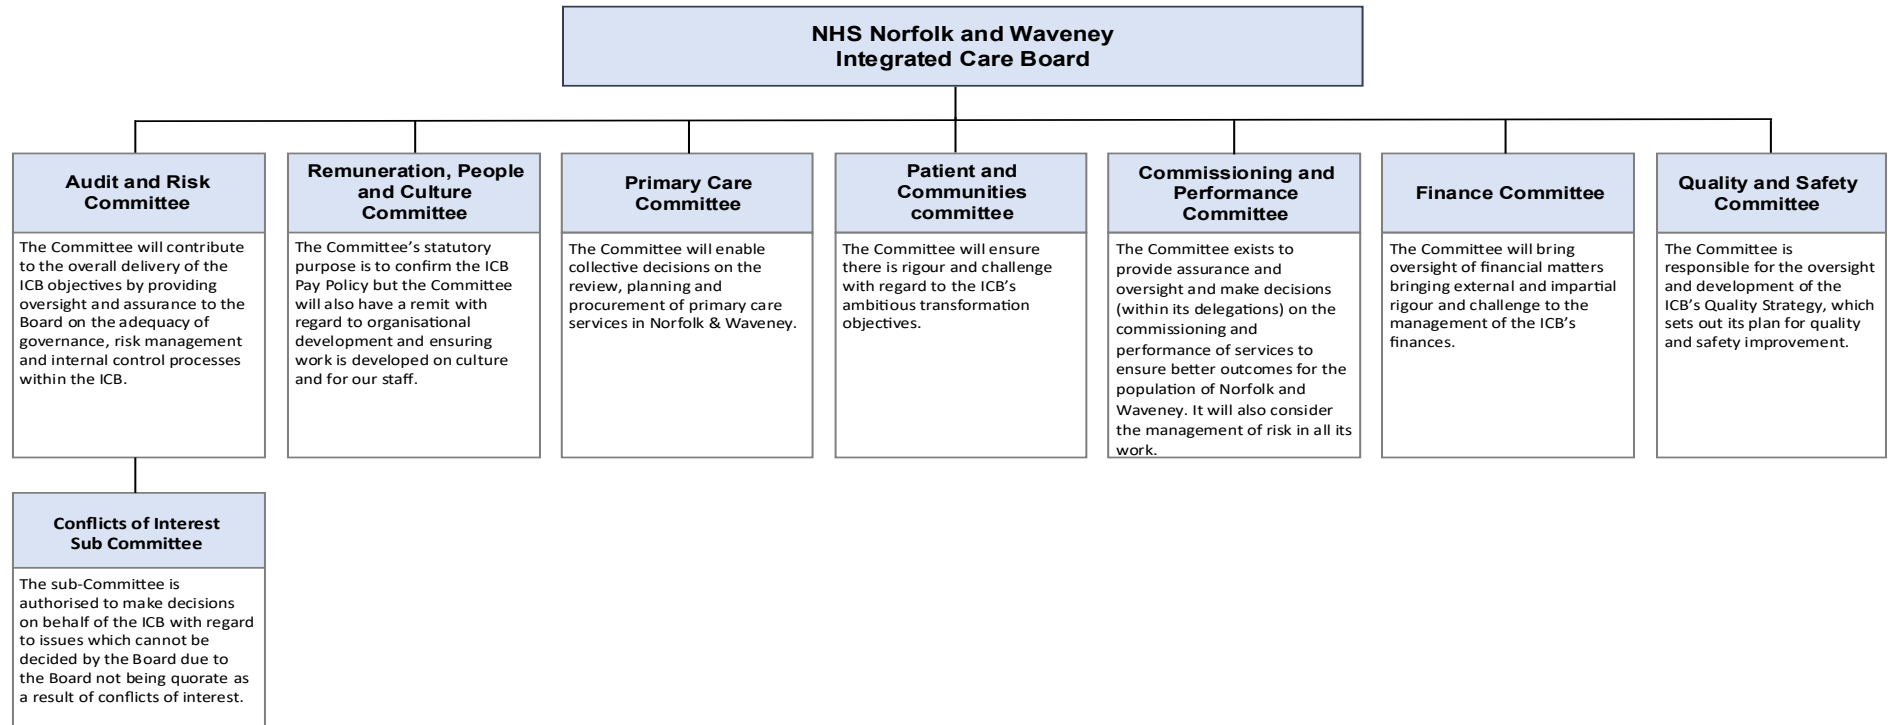 NHS Norfolk and Waveney
Integrated Care Board
Audit and Risk
Committee
The Committee will contribute
to the overall delivery of the
ICB objectives by providing
oversight and assurance to the
Board on the adequacy of
governance, risk management
and internal control processes
within the ICB.
Remuneration, People
and Culture
Committee
The Committee’s statutory
purpose is to confirm the ICB
Pay Policy but the Committee
will also have a remit with
regard to organisational
development and ensuring
work is developed on culture
and for our staff.
Primary Care
Committee
The Committee will enable
collective decisions on the
review, planning and
procurement of primary care
services in Norfolk & Waveney.
Patient and
Communities
committee
The Committee will ensure
there is rigour and challenge
with regard to the ICB’s
ambitious transformation
objectives.
Commissioning and
Performance
Committee
The Committee exists to
provide assurance and
oversight and make decisions
(within its delegations) on the
commissioning and
performance of services to
ensure better outcomes for the
population of Norfolk and
Waveney. It will also consider
the management of risk in all its
work.
Finance Committee
The Committee will bring
oversight of financial matters
bringing external and impartial
rigour and challenge to the
management of the ICB’s
finances.
Quality and Safety
Committee
The Committee is
responsible for the oversight
and development of the
ICB’s Quality Strategy, which
sets out its plan for quality
and safety improvement.
Conflicts of Interest
Sub Committee
The sub-Committee is
authorised to make decisions
on behalf of the ICB with regard
to issues which cannot be
decided by the Board due to
the Board not being quorate as
a result of conflicts of interest.